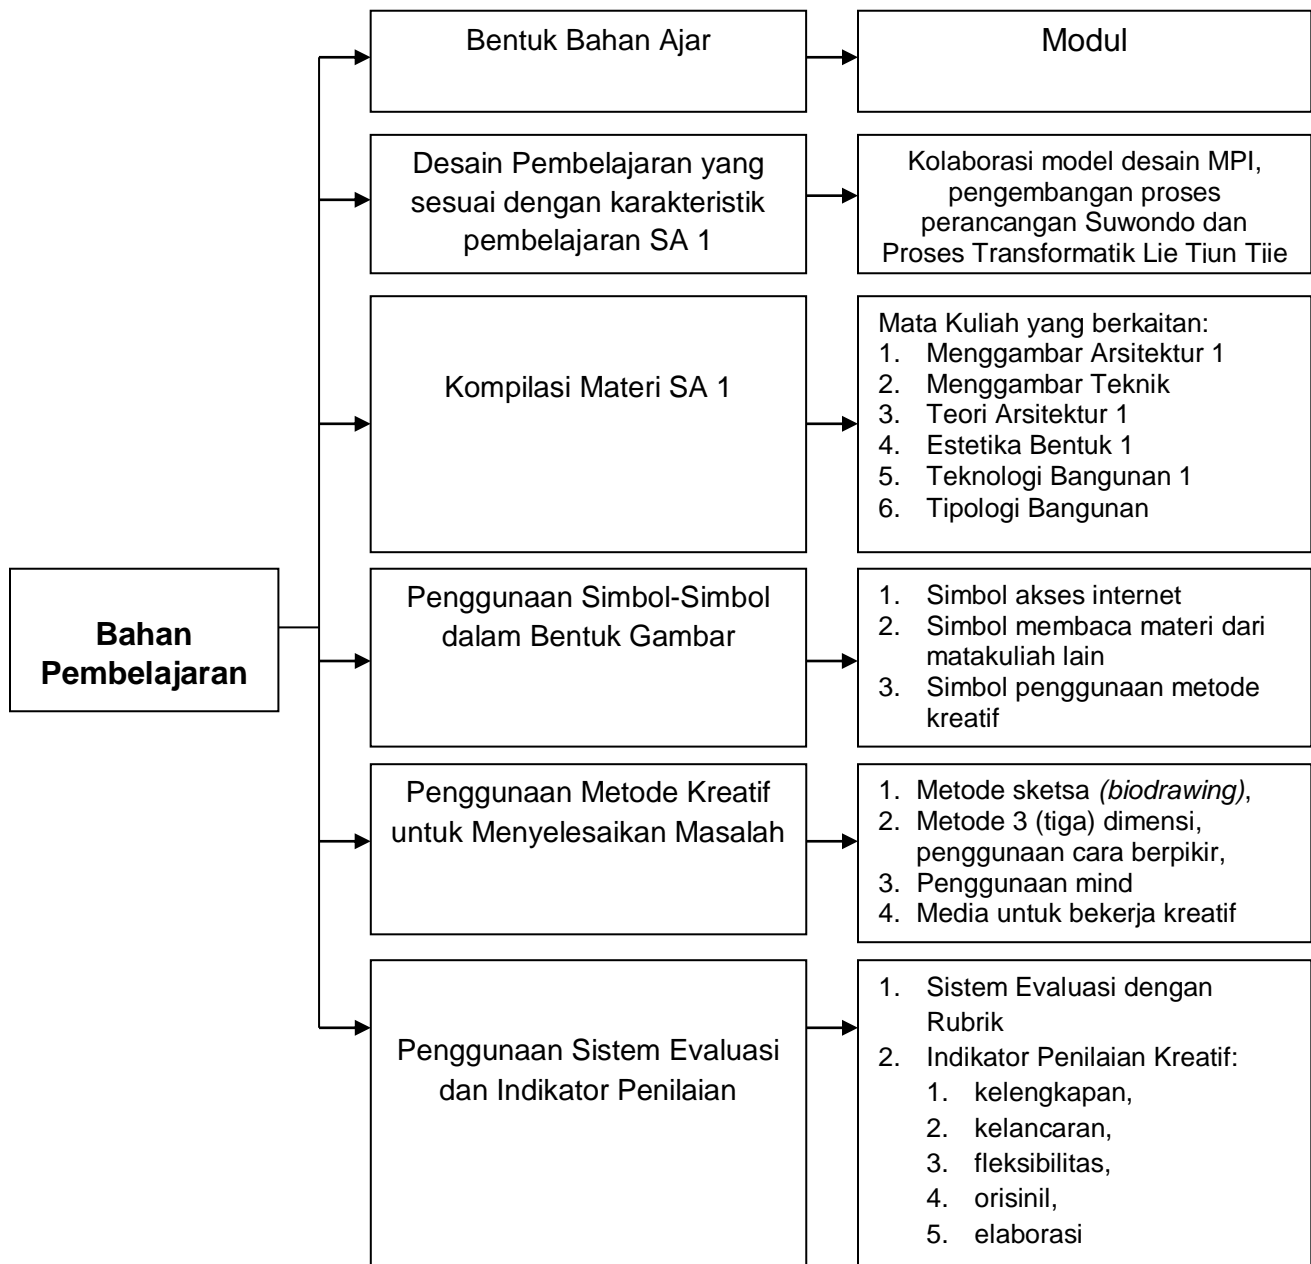 Bentuk Bahan Ajar
Modul
Desain Pembelajaran yang
sesuai dengan karakteristik
pembelajaran SA 1
Kolaborasi model desain MPI,
pengembangan proses
perancangan Suwondo dan
Proses Transformatik Lie Tjun Tjie
Kompilasi Materi SA 1
Mata Kuliah yang berkaitan:
1. Menggambar Arsitektur 1
2. Menggambar Teknik
3. Teori Arsitektur 1
4. Estetika Bentuk 1
5. Teknologi Bangunan 1
6. Tipologi Bangunan
Bahan
Pembelajaran
Penggunaan Simbol-Simbol
dalam Bentuk Gambar
1. Simbol akses internet
2. Simbol membaca materi dari
matakuliah lain
3. Simbol penggunaan metode
kreatif
Penggunaan Metode Kreatif
untuk Menyelesaikan Masalah
1. Metode sketsa (biodrawing),
2. Metode 3 (tiga) dimensi,
penggunaan cara berpikir,
3. Penggunaan mind
4. Media untuk bekerja kreatif
Penggunaan Sistem Evaluasi
dan Indikator Penilaian
1. Sistem Evaluasi dengan
Rubrik
2. Indikator Penilaian Kreatif:
1. kelengkapan,
2. kelancaran,
3. fleksibilitas,
4. orisinil,
5. elaborasi